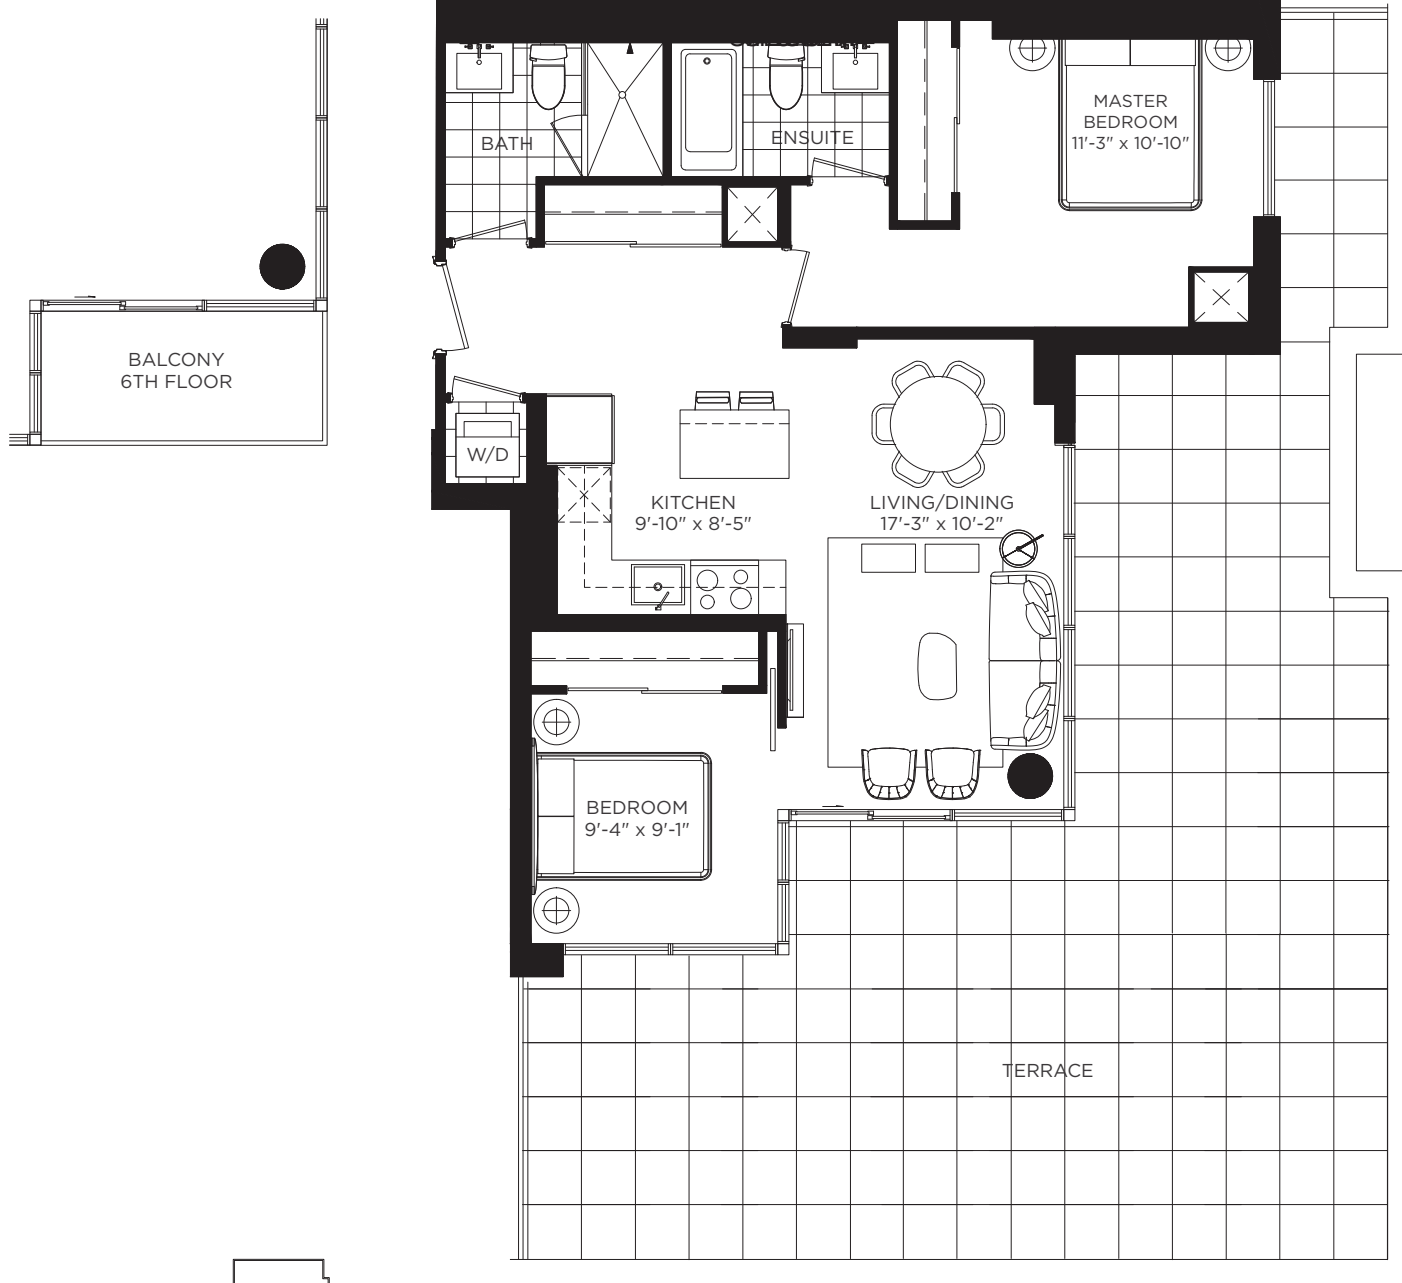 MASTER
BEDROOM
11'-3" x 10'-10"
BATH
ENSUITE
BALCONY
6TH FLOOR
W/D
KITCHEN
9'-10" x 8'-5"
LIVING/DINING
17'-3" x 10'-2"
BEDROOM
9'-4" x 9'-1"
TERRACE